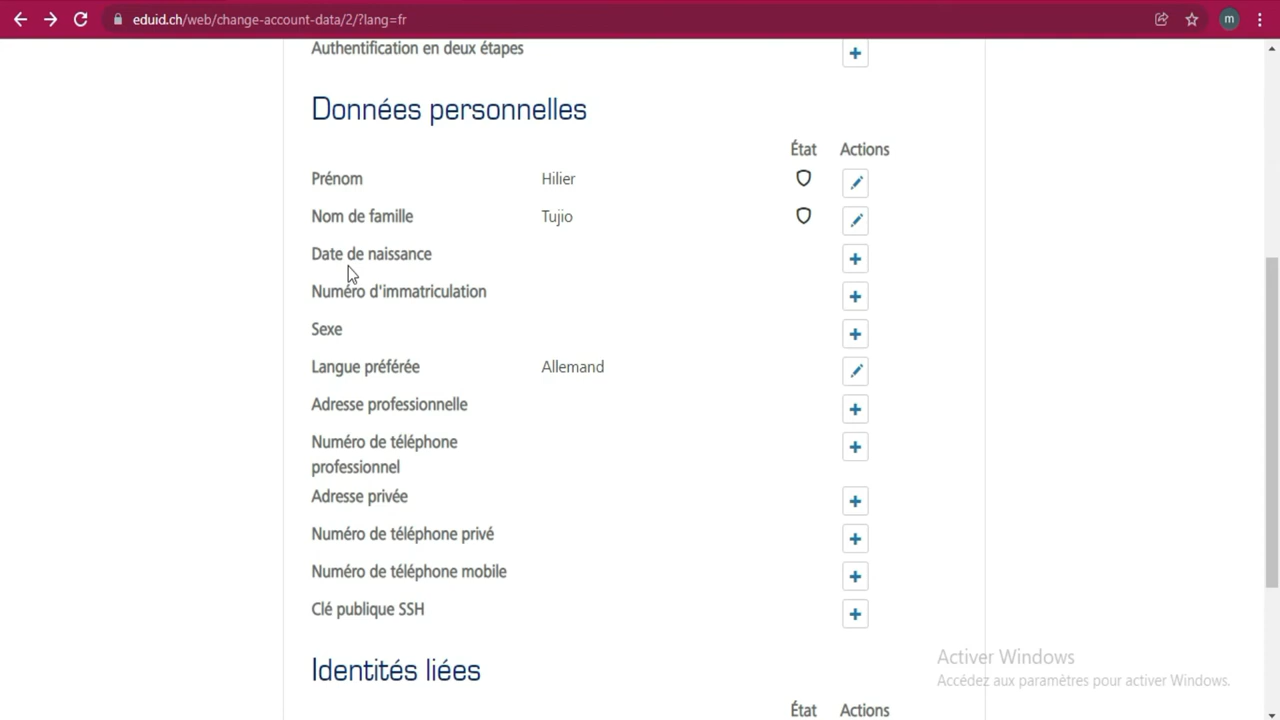 eduid.ch/web/change-account-data/2/?lang=fr
m
Authentification en deux étapes
Données personnelles
État Actions
Prénom Hilier
Nom de famille Tujio
Date de naissance
Numéro d'immatriculation
Sexe
Langue préférée Allemand
Adresse professionnelle
Numéro de téléphone
professionnel
Adresse privée
Numéro de téléphone privé
Numéro de téléphone mobile
Clé publique SSH
Identités liées
Activer Windows
Accédez aux paramètres pour activer Windows.
État Actions